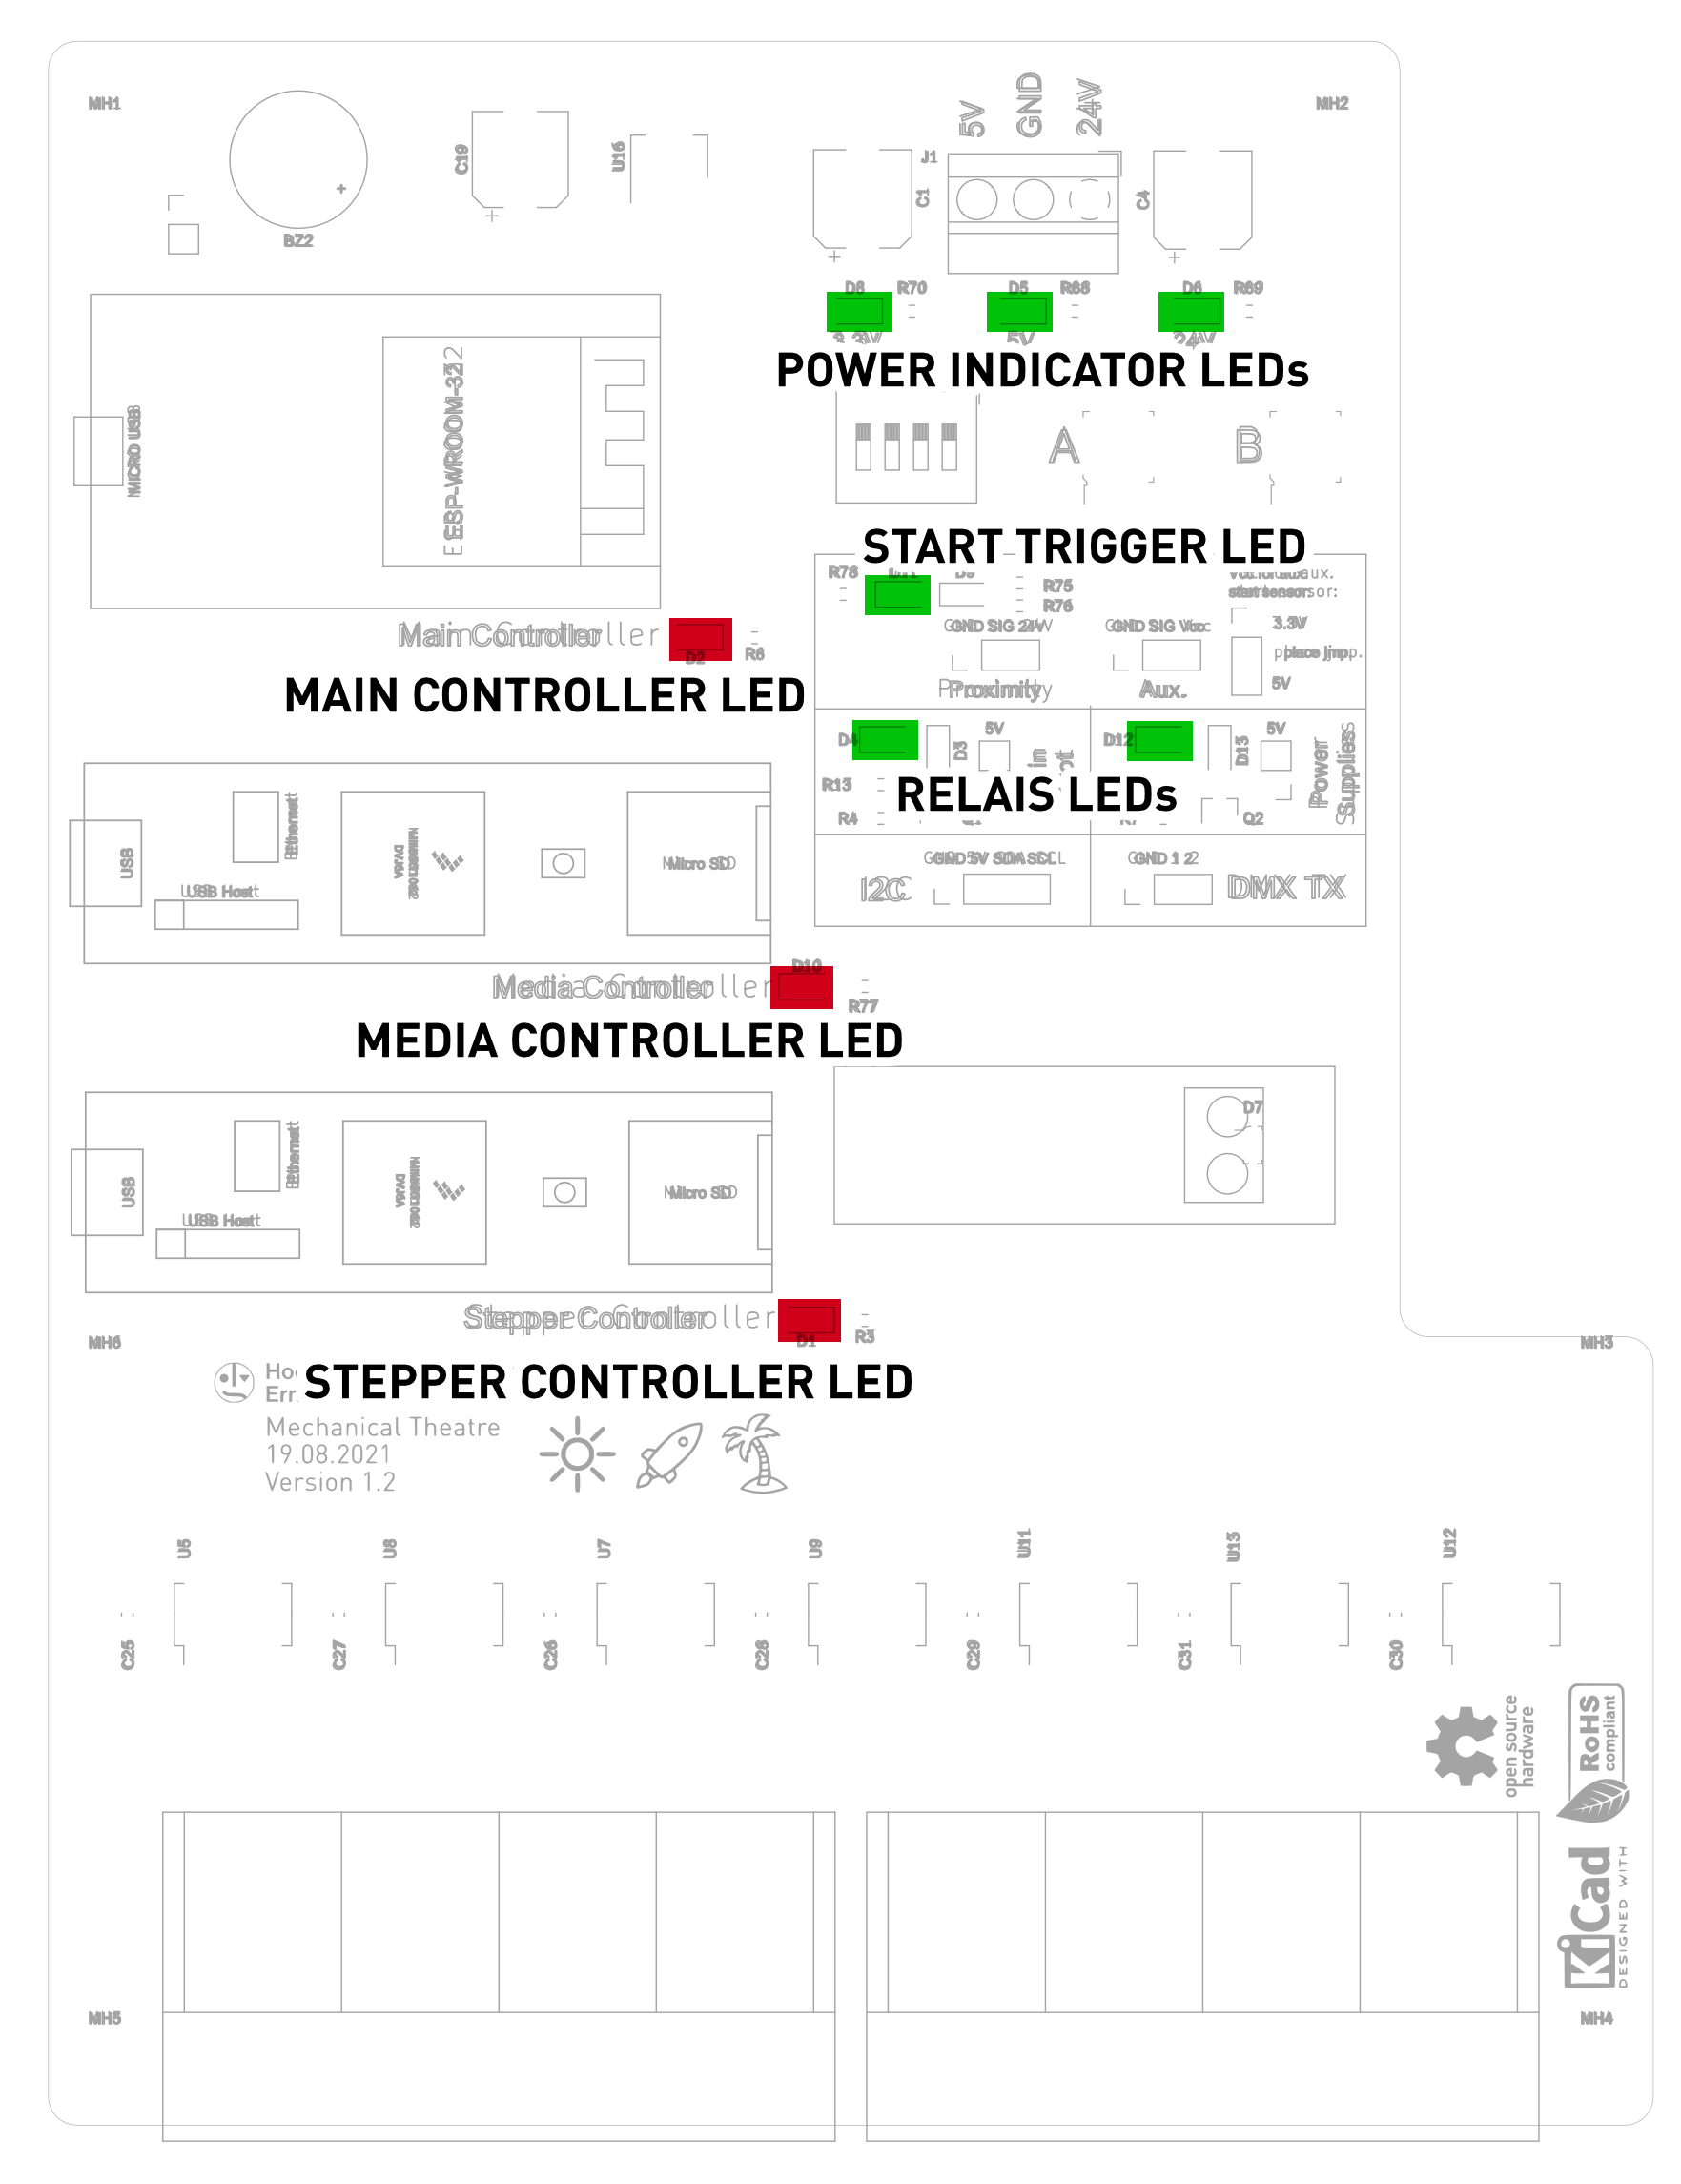 MH1
MH2
5V
GND
24V
C19
U16
J1
C1
C4
+
+
+
+
BZ2
D8
R70
D5
R68
D6
R69
5V
24V
POWER INDICATOR LEDs
MICRO USB
ESP-WROOM-32
A
B
START TRIGGER LED
R78
R75
R76
start sensor:
GND SIG 24V
GND SIG Vcc
3.3V
place jmp.
5V
Proximity
Aux.
Main Controller
D2
R6
MAIN CONTROLLER LED
D4
D3
5V
D12
D13
5V
Power
Supplies
R13
RELAIS LEDs
R4
Q2
GND 5V SDA SCL
GND 1 2
I2C
DMX TX
USB
Ethernet
USB Host
Micro SD
Media Controller
D10
R77
MEDIA CONTROLLER LED
USB
Ethernet
USB Host
Micro SD
D7
Stepper Controller
D1
R3
MH6
MH3
STEPPER CONTROLLER LED
Mechanical Theatre
19.08.2021
Version 1.2
U5
U8
U7
U9
U11
U13
U12
C25
C27
C26
C28
C29
C31
C30
open source
hardware
RoHS
compliant
KiCad
DESIGNED WITH
MH5
MH4